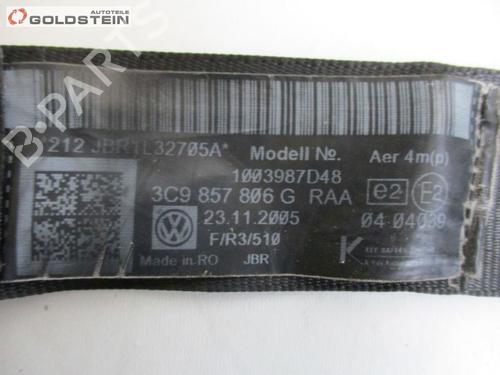 AUTOTEILE
GOLDSTEIN
B-PARTS
212 JBRTL32705A*
Modell No.
Aer 4m(p)
1003987D48
3C9 857 806 G RAA
e2 E2
23.11.2005
04 04039
F/R3/510
K
Made in RO
JBR